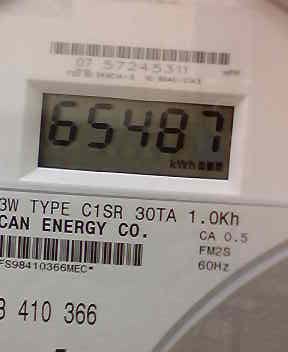 07 57245311
65487
kWh
3W TYPE C1SR 30TA 1.0Kh
CAN ENERGY CO.
CA 0.5
FM2S
FS98410366MEC*
60Hz
3 410 366